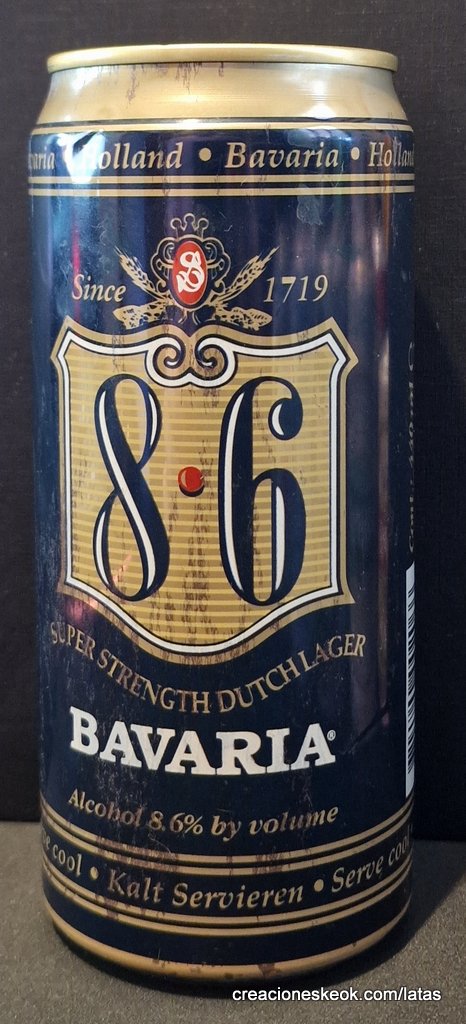 Holland • Bavaria •
Since 1719
8·6
SUPER STRENGTH DUTCH LAGER
BAVARIA®
Alcohol 8.6% by volume
cool • Kalt Servieren • Serve cool
creacioneskeok.com/latas